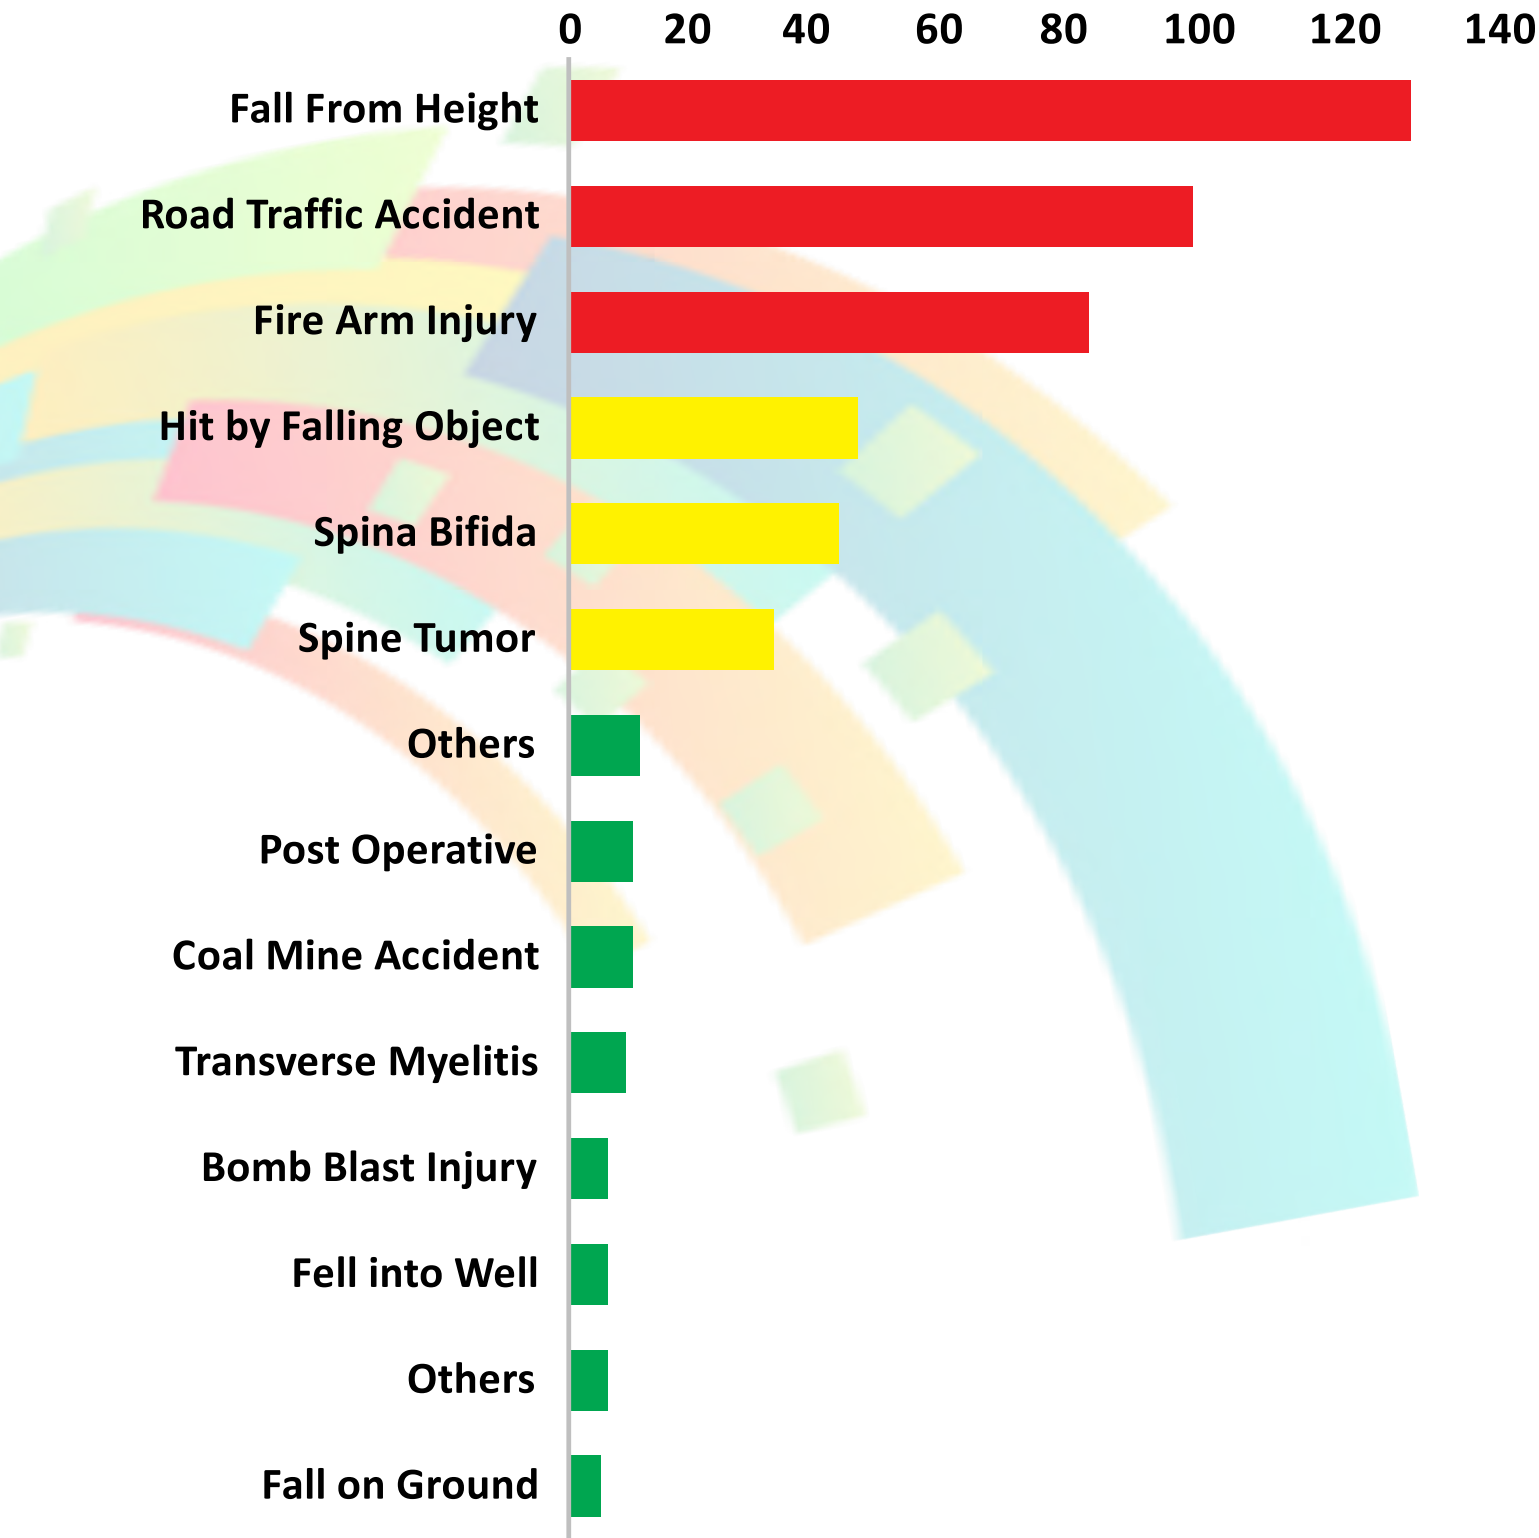 0 20 40 60 80 100 120 140
Fall From Height
Road Traffic Accident
Fire Arm Injury
Hit by Falling Object
Spina Bifida
Spine Tumor
Others
Post Operative
Coal Mine Accident
Transverse Myelitis
Bomb Blast Injury
Fell into Well
Others
Fall on Ground